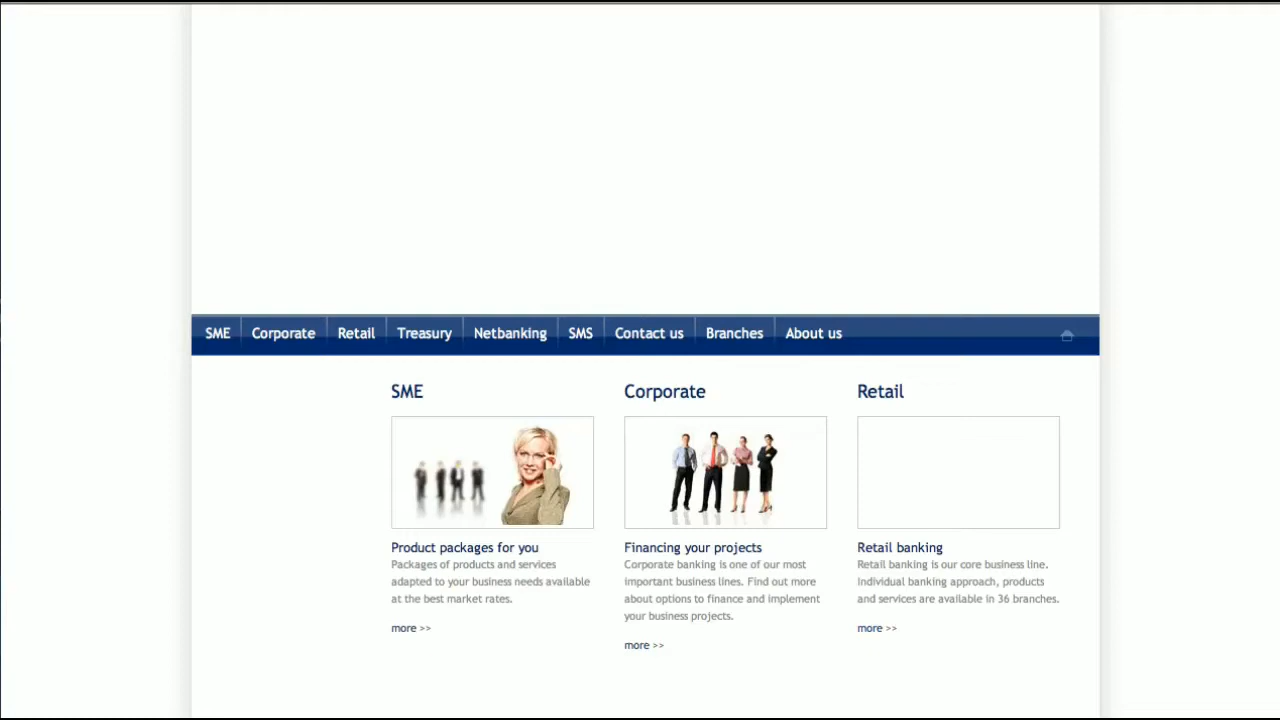 SME Corporate Retail Treasury Netbanking SMS Contact us Branches About us
SME
Product packages for you
Packages of products and services
adapted to your business needs available
at the best market rates.
more >>
Corporate
Financing your projects
Corporate banking is one of our most
important business lines. Find out more
about options to finance and implement
your business projects.
more >>
Retail
Retail banking
Retail banking is our core business line.
Individual banking approach, products
and services are available in 36 branches.
more >>